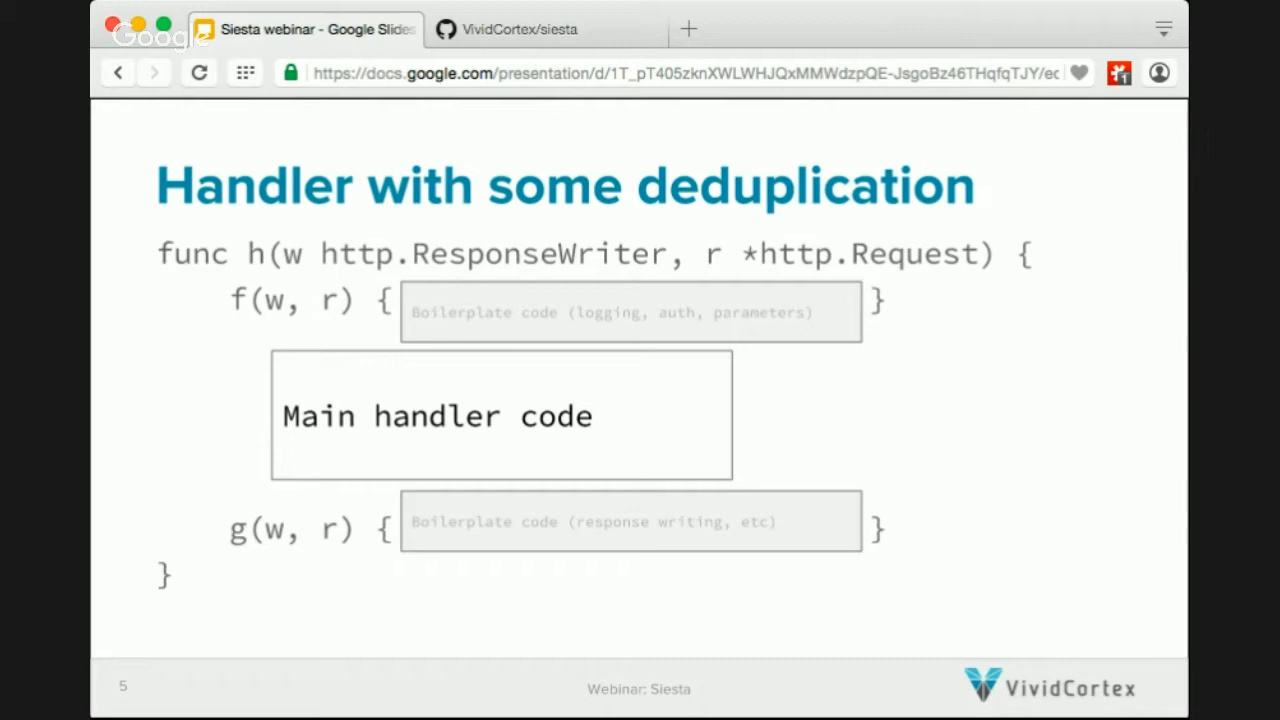 Google
Siesta webinar - Google Slides
VividCortex/siesta
https://docs.google.com/presentation/d/1T_pT405zknXWLWHJQxMMWdzpQE-JsgoBz46THqfqTJY/ec
1
Handler with some deduplication
func h(w http.ResponseWriter, r *http.Request) {
f(w, r) { Boilerplate code (logging, auth, parameters) }
Main handler code
g(w, r) { Boilerplate code (response writing, etc) }
}
5
Webinar: Siesta
VividCortex